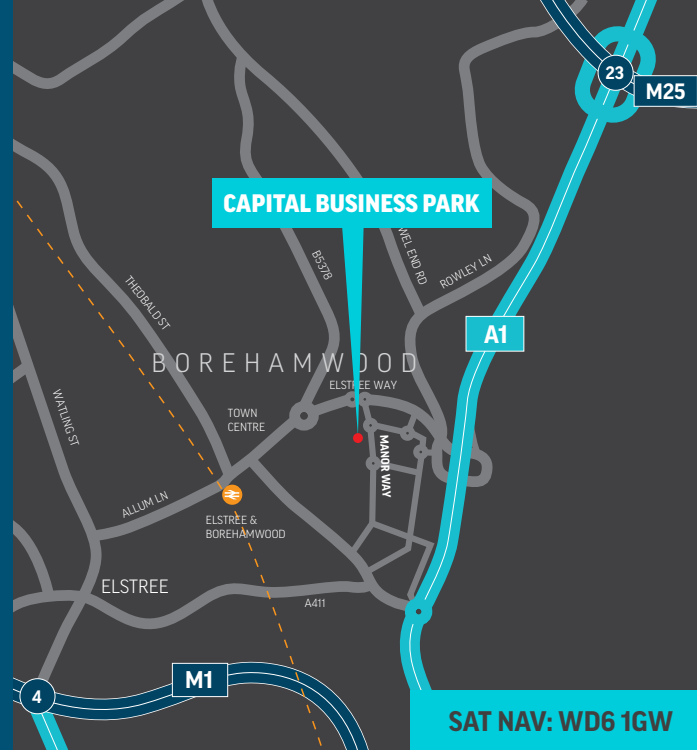 23
M25
CAPITAL BUSINESS PARK
B5378
WEL END RD
ROWLEY LN
THEOBALD ST
A1
BOREHAMWOOD
ELSTREE WAY
WATLING ST
TOWN
CENTRE
MANOR WAY
ALLUM LN
ELSTREE &
BOREHAMWOOD
ELSTREE
A411
M1
4
SAT NAV: WD6 1GW